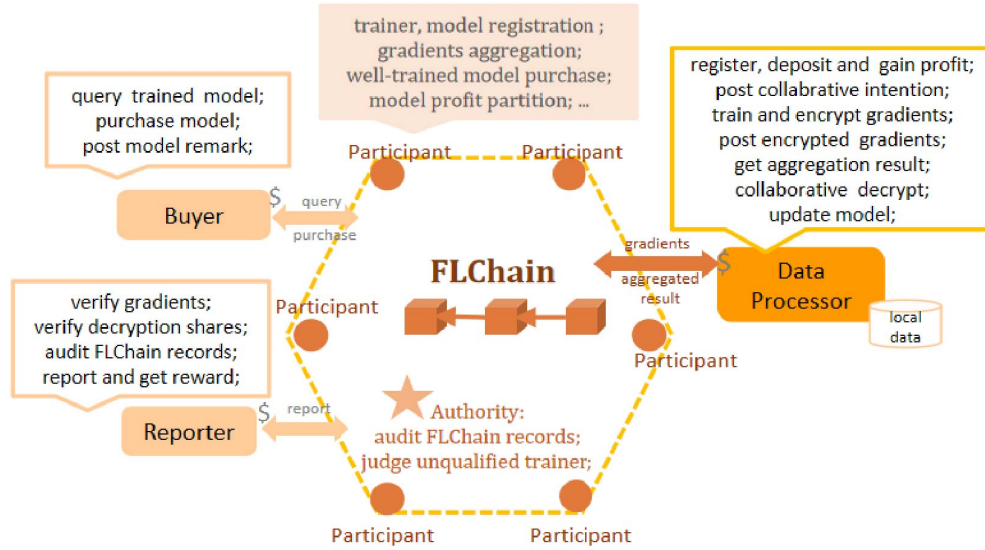 trainer, model registration ;
gradients aggregation;
well-trained model purchase;
model profit partition; ...
query trained model;
purchase model;
post model remark;
register, deposit and gain profit;
post collabrative intention;
train and encrypt gradients;
post encrypted gradients;
get aggregation result;
collaborative decrypt;
update model;
Participant
Participant
$
Buyer
query
purchase
FLChain
gradients
aggregated
result
$
Data
Processor
local
data
verify gradients;
verify decryption shares;
audit FLChain records;
report and get reward;
Participant
Participant
$
Reporter
report
Authority:
audit FLChain records;
judge unqualified trainer;
Participant
Participant